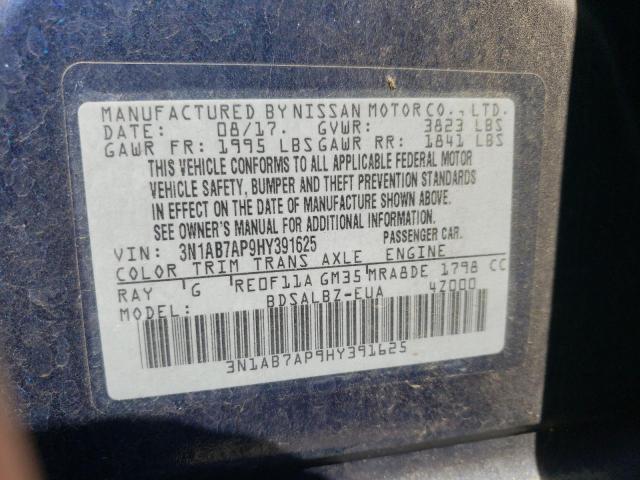 MANUFACTURED BY NISSAN MOTOR CO., LTD.
DATE: 08/17. GVWR: 3823 LBS
GAWR FR: 1995 LBS GAWR RR: 1841 LBS
THIS VEHICLE CONFORMS TO ALL APPLICABLE FEDERAL MOTOR
VEHICLE SAFETY, BUMPER AND THEFT PREVENTION STANDARDS
IN EFFECT ON THE DATE OF MANUFACTURE SHOWN ABOVE.
SEE OWNER'S MANUAL FOR ADDITIONAL INFORMATION.
VIN: 3N1AB7AP9HY391625 PASSENGER CAR.
COLOR TRIM TRANS AXLE ENGINE
RAY G RE0F11A GM35 MRA8DE 1798 CC
MODEL: BDSALBZ-EUA 4Z000
3N1AB7AP9HY391625